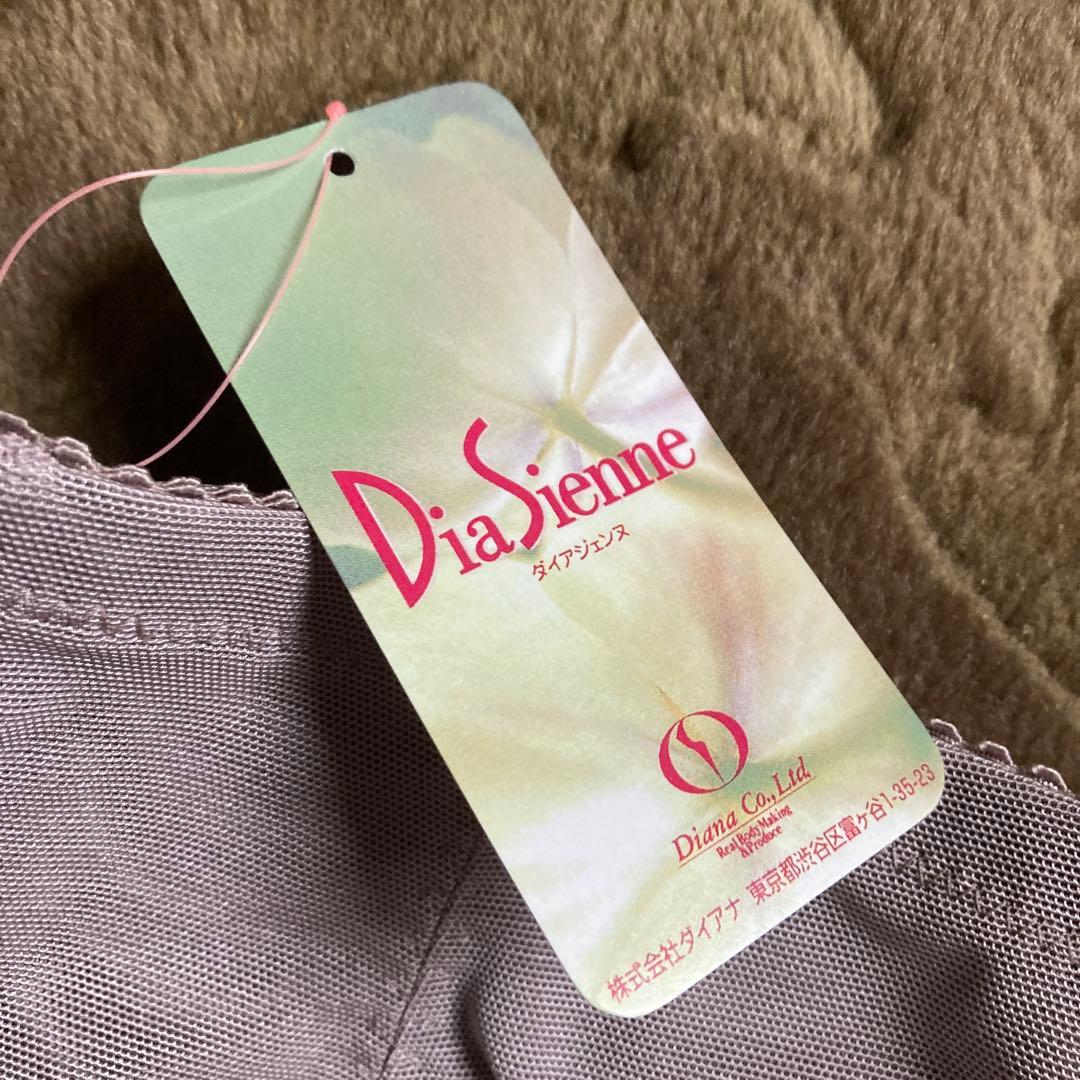 DiaSienne
ダイアジェンヌ
Diana Co., Ltd.
Real Body Making
& Produce
株式会社ダイアナ 東京都渋谷区富ヶ谷1-35-23